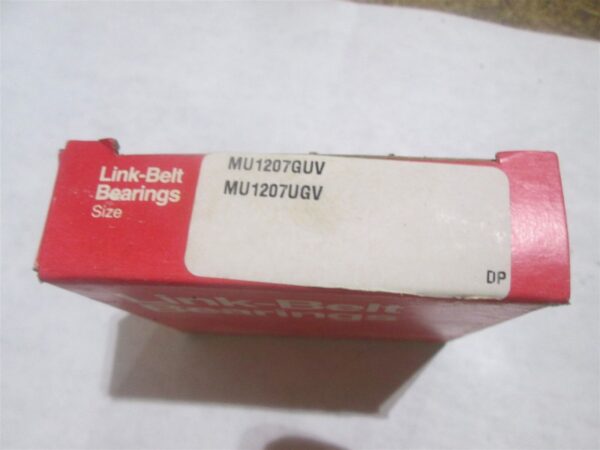 Link-Belt
Bearings
Size
MU1207GUV
MU1207UGV
DP
Link-Belt
Bearings